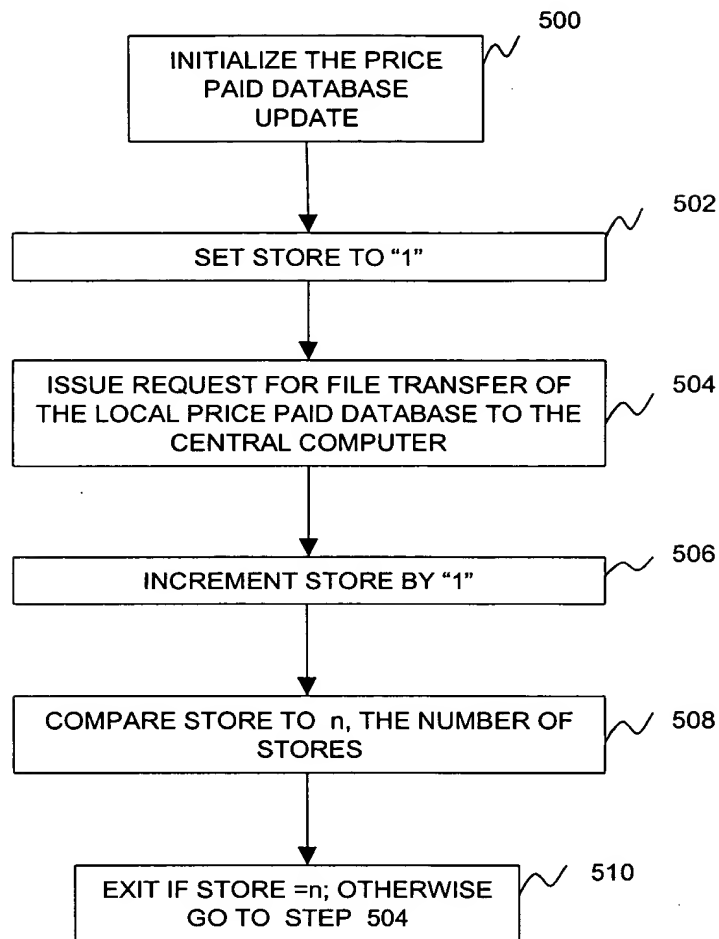 500
INITIALIZE THE PRICE
PAID DATABASE
UPDATE
502
SET STORE TO “1”
504
ISSUE REQUEST FOR FILE TRANSFER OF
THE LOCAL PRICE PAID DATABASE TO THE
CENTRAL COMPUTER
506
INCREMENT STORE BY “1”
508
COMPARE STORE TO n, THE NUMBER OF
STORES
510
EXIT IF STORE =n; OTHERWISE
GO TO STEP 504